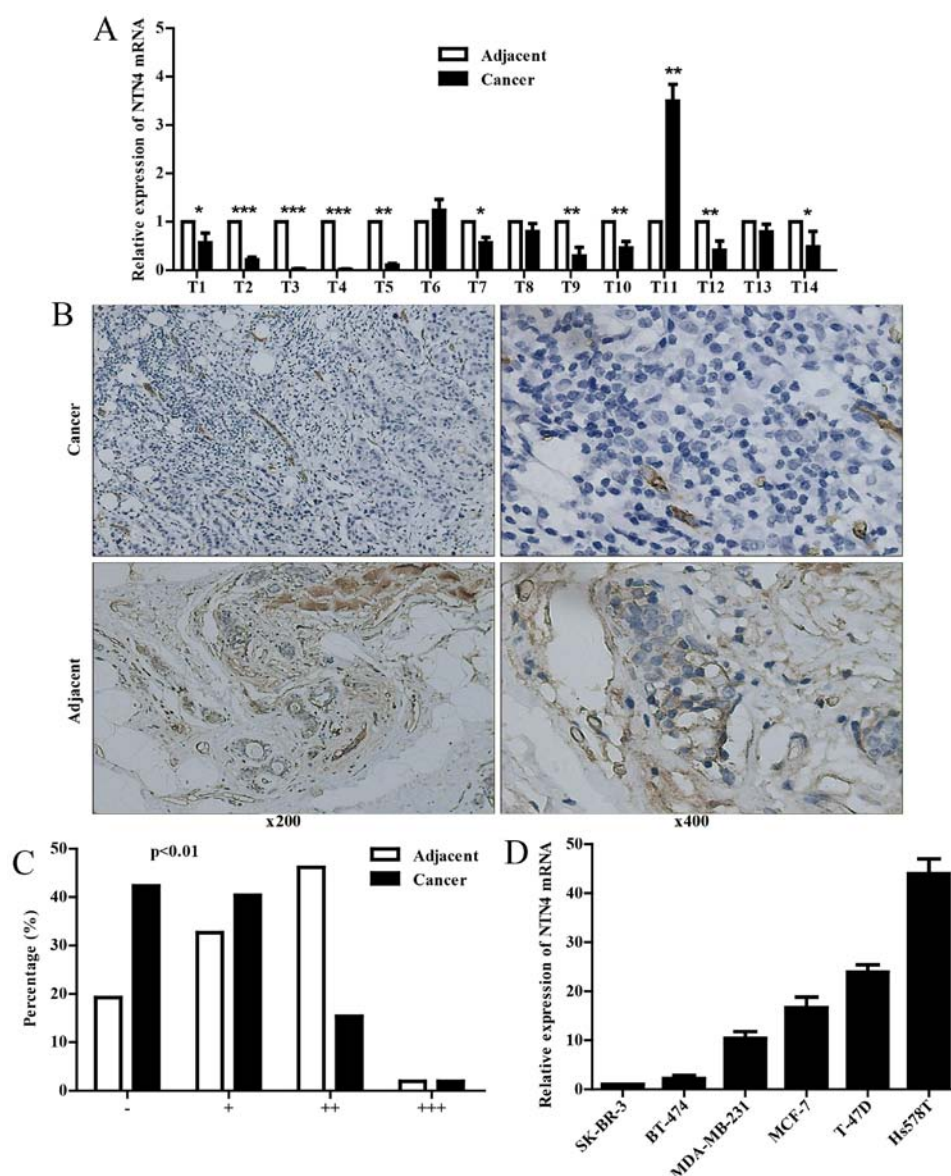 A
Relative expression of NTN4 mRNA
5
4
3
2
1
0
Adjacent
Cancer
* *** *** *** ** * ** ** ** ** *
T1 T2 T3 T4 T5 T6 T7 T8 T9 T10 T11 T12 T13 T14
B
Cancer
Adjacent
x200 x400
C
Percentage (%)
50
40
30
20
10
0
p<0.01
Adjacent
Cancer
- + ++ +++
D
Relative expression of NTN4 mRNA
50
40
30
20
10
0
SK-BR-3
BT-474
MDA-MB-231
MCF-7
T-47D
Hs578T